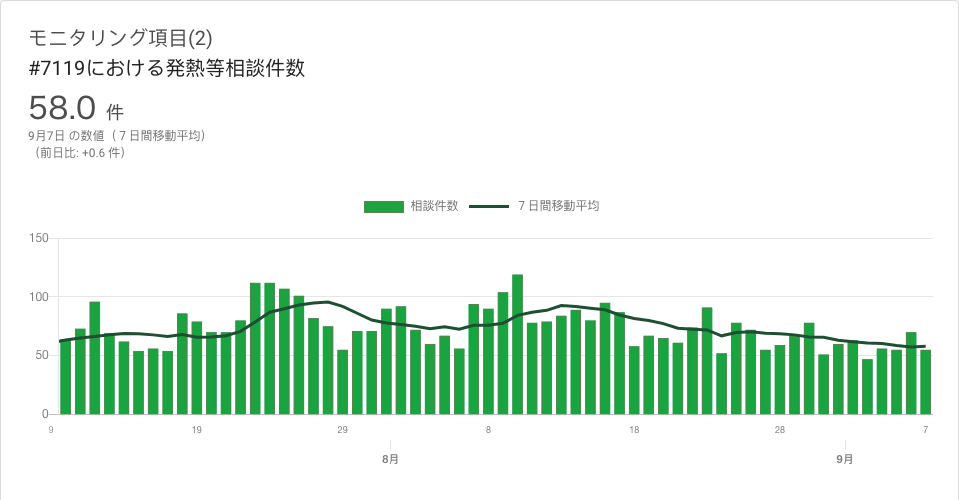 モニタリング項目(2)
#7119における発熱等相談件数
58.0 件
9月7日 の数値（７日間移動平均）
（前日比: +0.6 件）
相談件数 ７日間移動平均
150
100
50
0
9 19 29 8 18 28 7
8月 9月